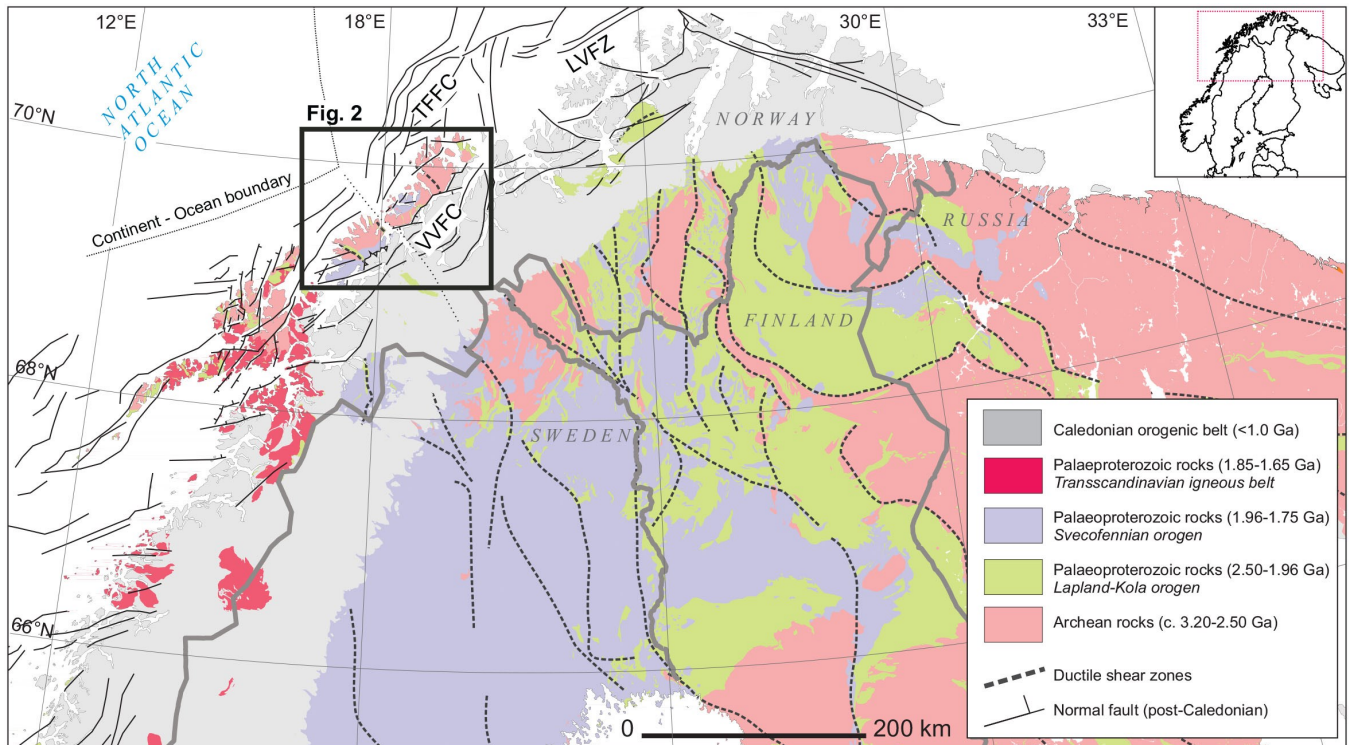 12°E
18°E
30°E
33°E
NORTH
ATLANTIC
OCEAN
70°N
Fig. 2
TFFC
LVFZ
NORWAY
Continent - Ocean boundary
VVFC
RUSSIA
FINLAND
68°N
SWEDEN
66°N
Caledonian orogenic belt (<1.0 Ga)
Palaeproterozoic rocks (1.85-1.65 Ga)
Transscandinavian igneous belt
Palaeoproterozoic rocks (1.96-1.75 Ga)
Svecofennian orogen
Palaeoproterozoic rocks (2.50-1.96 Ga)
Lapland-Kola orogen
Archean rocks (c. 3.20-2.50 Ga)
Ductile shear zones
Normal fault (post-Caledonian)
0 200 km